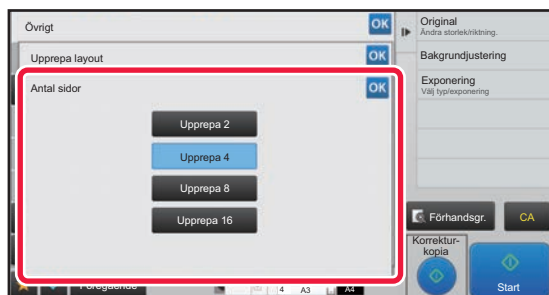 Övrigt
OK
Upprepa layout
OK
Antal sidor
OK
Upprepa 2
Upprepa 4
Upprepa 8
Upprepa 16
Föregående
4
A3
A4
Original
Ändra storlek/riktning.
Bakgrundjustering
Exponering
Välj typ/exponering
Förhandsgr.
CA
Korrektur-
kopia
Start